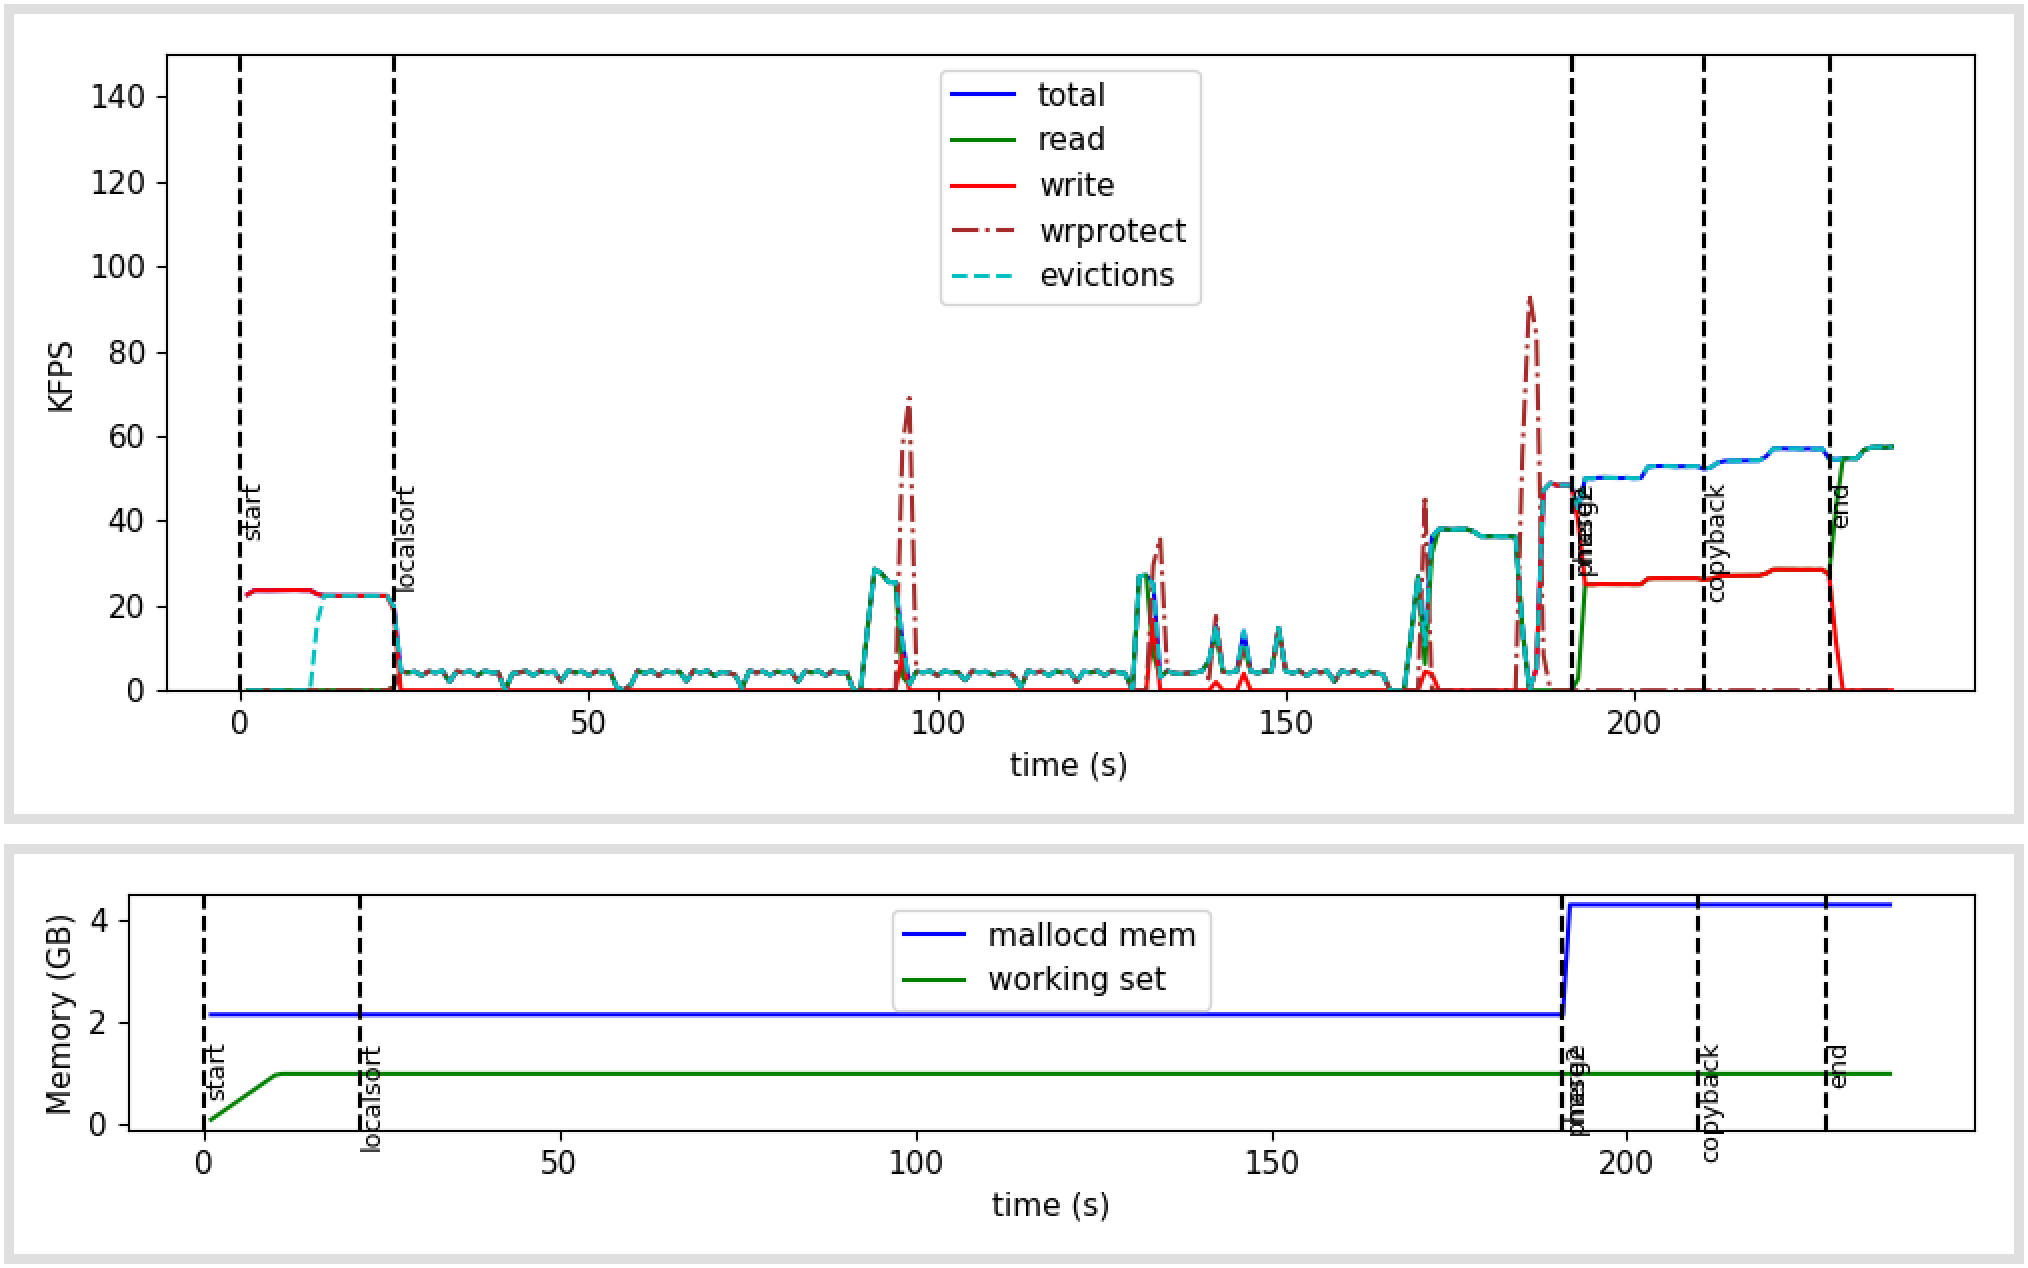 140
120
100
80
60
40
20
0
KFPS
total
read
write
wrprotect
evictions
start
localsort
copyback
end
0 50 100 150 200
time (s)
4
2
0
Memory (GB)
mallocd mem
working set
start
localsort
copyback
end
0 50 100 150 200
time (s)